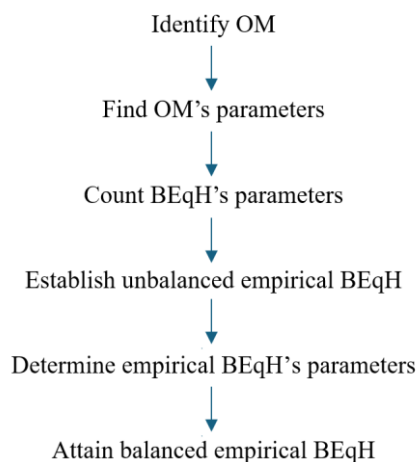 Identify OM
Find OM’s parameters
Count BEqH’s parameters
Establish unbalanced empirical BEqH
Determine empirical BEqH’s parameters
Attain balanced empirical BEqH